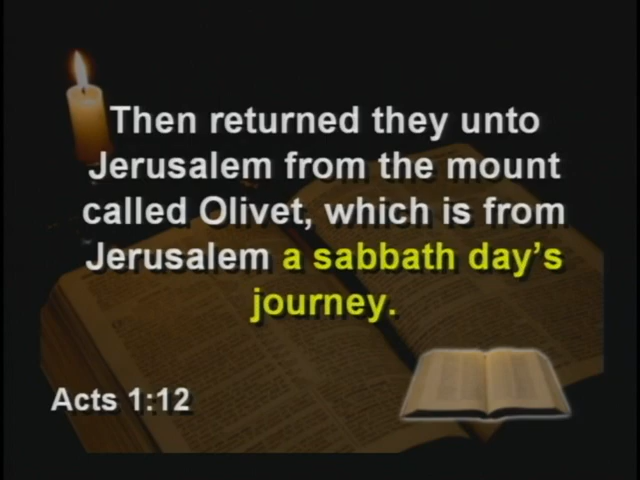 Then returned they unto
Jerusalem from the mount
called Olivet, which is from
Jerusalem a sabbath day's
journey.
Acts 1:12